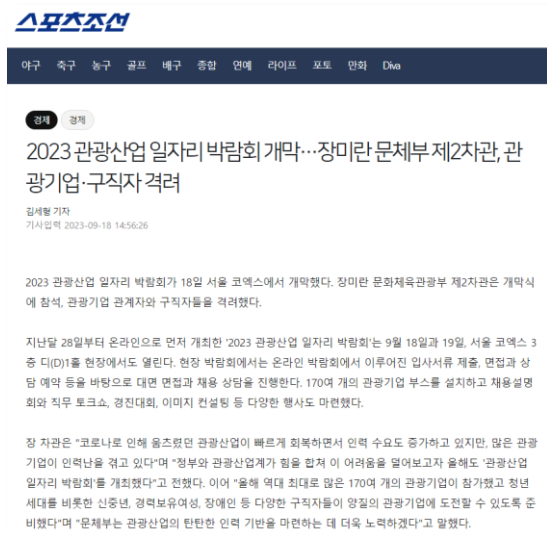 스포츠조선
야구 축구 농구 골프 배구 종합 연예 라이프 포토 만화 Diva
경제 경제
2023 관광산업 일자리 박람회 개막…장미란 문체부 제2차관, 관
광기업·구직자 격려
김세형 기자
기사입력 2023-09-18 14:56:26
2023 관광산업 일자리 박람회가 18일 서울 코엑스에서 개막했다. 장미란 문화체육관광부 제2차관은 개막식
에 참석, 관광기업 관계자와 구직자들을 격려했다.
지난달 28일부터 온라인으로 먼저 개최한 '2023 관광산업 일자리 박람회'는 9월 18일과 19일, 서울 코엑스 3
층 디(D)1홀 현장에서도 열린다. 현장 박람회에서는 온라인 박람회에서 이루어진 입사서류 제출, 면접과 상
담 예약 등을 바탕으로 대면 면접과 채용 상담을 진행한다. 170여 개의 관광기업 부스를 설치하고 채용설명
회와 직무 토크쇼, 경진대회, 이미지 컨설팅 등 다양한 행사도 마련했다.
장 차관은 "코로나로 인해 움츠렸던 관광산업이 빠르게 회복하면서 인력 수요도 증가하고 있지만, 많은 관광
기업이 인력난을 겪고 있다"며 "정부와 관광산업계가 힘을 합쳐 이 어려움을 덜어보고자 올해도 '관광산업
일자리 박람회'를 개최했다"고 전했다. 이어 "올해 역대 최대로 많은 170여 개의 관광기업이 참가했고 청년
세대를 비롯한 신중년, 경력보유여성, 장애인 등 다양한 구직자들이 양질의 관광기업에 도전할 수 있도록 준
비했다"며 "문체부는 관광산업의 탄탄한 인력 기반을 마련하는 데 더욱 노력하겠다"고 말했다.